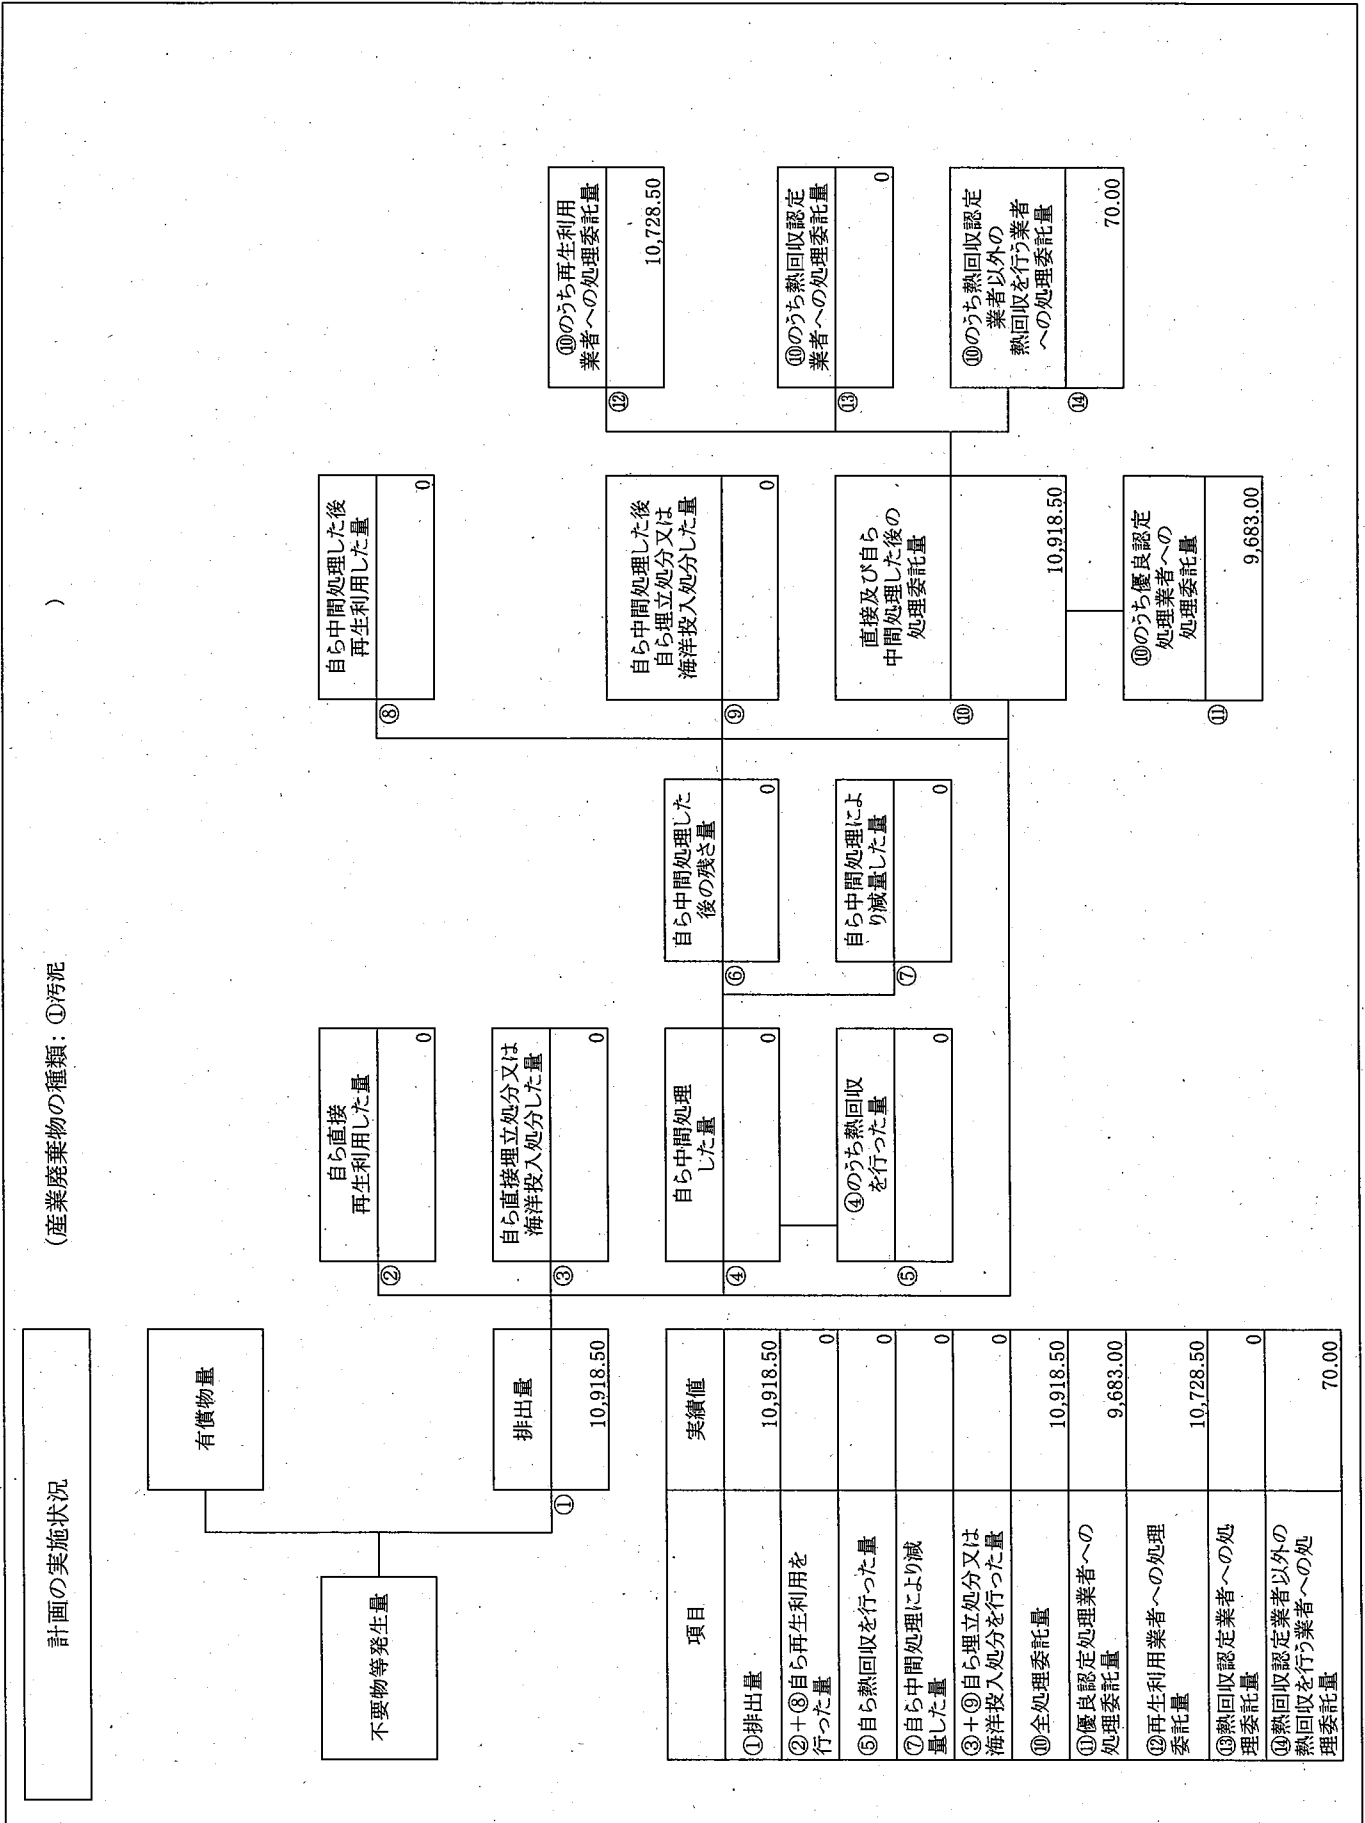 計画の実施状況
(産業廃棄物の種類：①汚泥
)
不要物等発生量
有償物量
排出量
①
10,918.50
自ら直接
再生利用した量
②
0
自ら直接埋立処分又は
海洋投入処分した量
③
0
自ら中間処理
した量
④
0
④のうち熱回収
を行った量
⑤
0
自ら中間処理した
後の残さ量
⑥
0
自ら中間処理によ
り減量した量
⑦
0
自ら中間処理した後
再生利用した量
⑧
0
自ら中間処理した後
自ら埋立処分又は
海洋投入処分した量
⑨
0
直接及び自ら
中間処理した後の
処理委託量
⑩
10,918.50
⑩のうち優良認定
処理業者への
処理委託量
⑪
9,683.00
⑩のうち再生利用
業者への処理委託量
⑫
10,728.50
⑩のうち熱回収認定
業者への処理委託量
⑬
0
⑩のうち熱回収認定
業者以外の
熱回収を行う業者
への処理委託量
⑭
70.00
項目 実績値
①排出量 10,918.50
②+⑧自ら再生利用を
行った量 0
⑤自ら熱回収を行った量 0
⑦自ら中間処理により減
量した量 0
③+⑨自ら埋立処分又は
海洋投入処分を行った量 0
⑩全処理委託量 10,918.50
⑪優良認定処理業者への
処理委託量 9,683.00
⑫再生利用業者への処理
委託量 10,728.50
⑬熱回収認定業者への処
理委託量 0
⑭熱回収認定業者以外の
熱回収を行う業者への処
理委託量 70.00